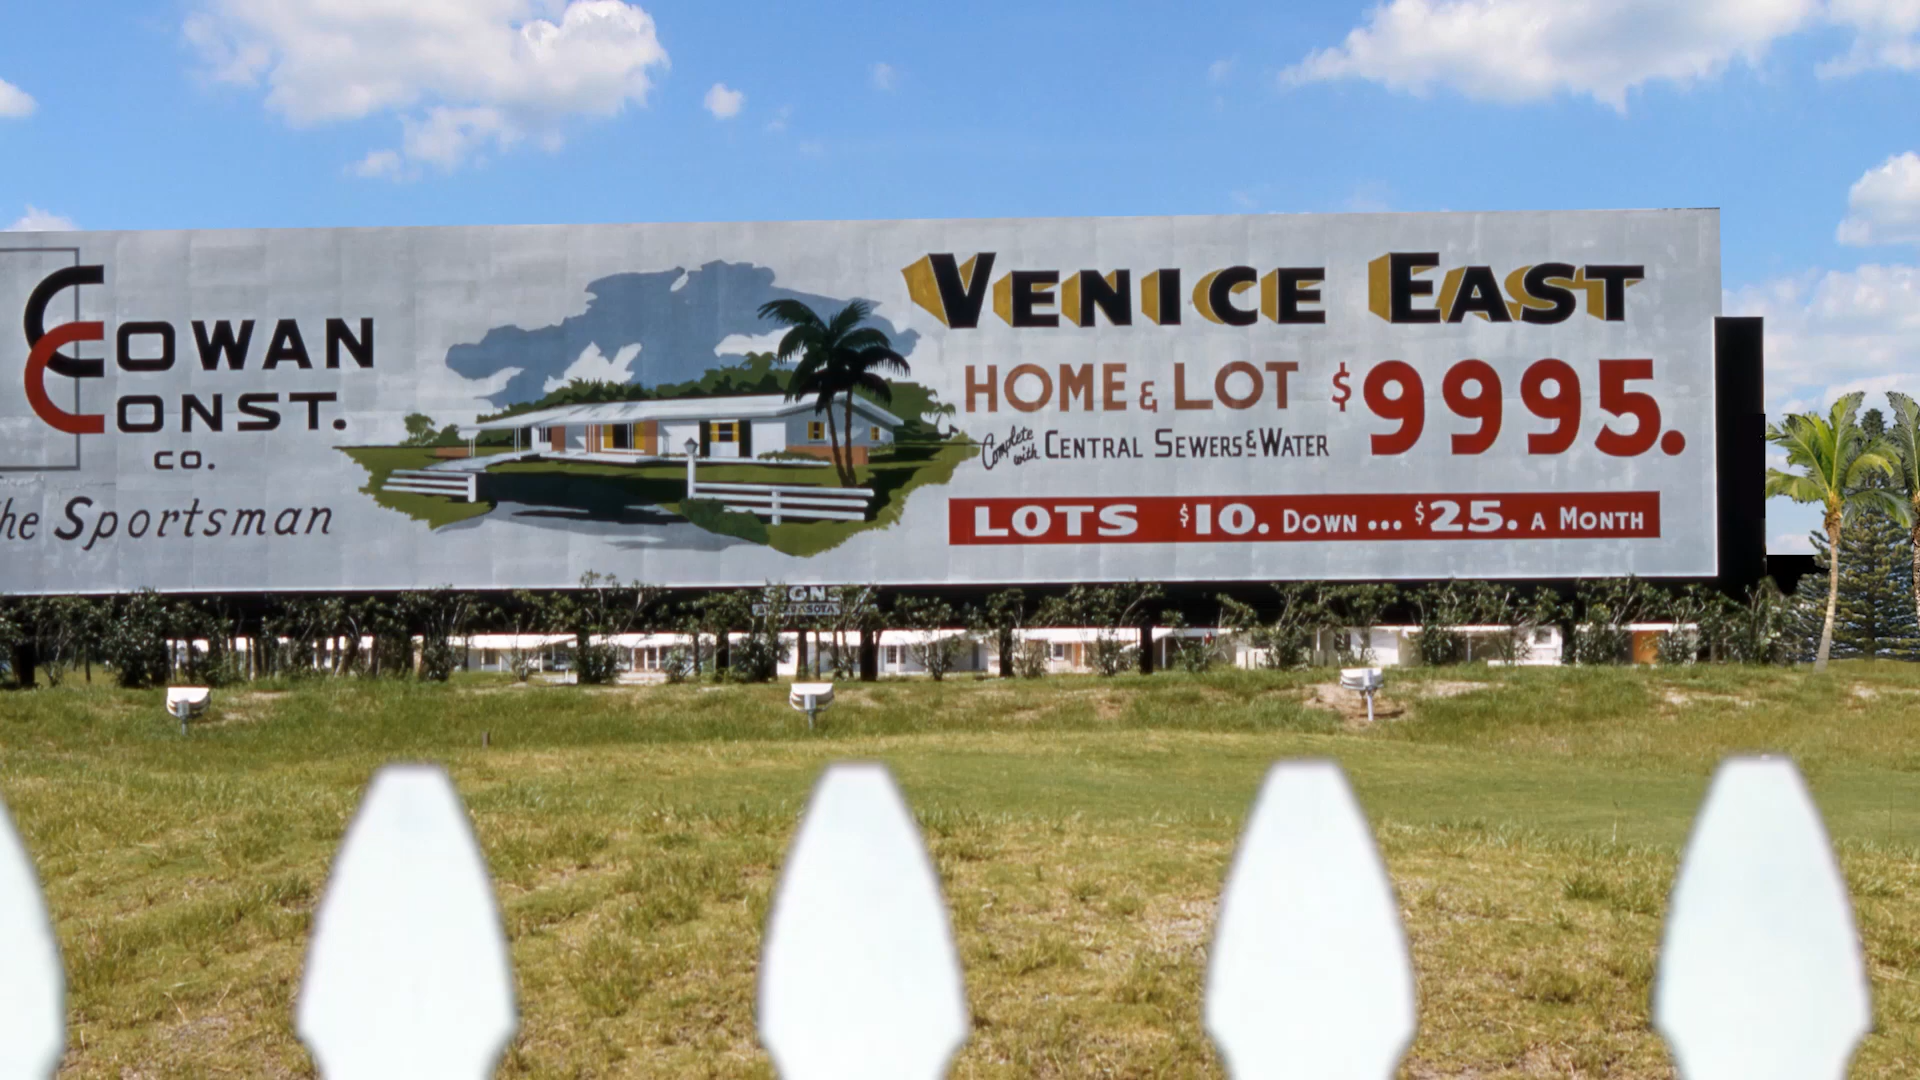 COWAN
CONST.
CO.
The Sportsman
VENICE EAST
HOME & LOT $9995.
Complete with CENTRAL SEWERS & WATER
LOTS $10. DOWN... $25. A MONTH
SIGNS